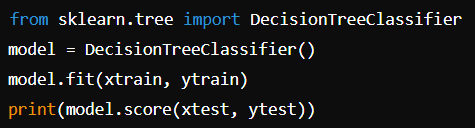 from sklearn.tree import DecisionTreeClassifier
model = DecisionTreeClassifier()
model.fit(xtrain, ytrain)
print(model.score(xtest, ytest))